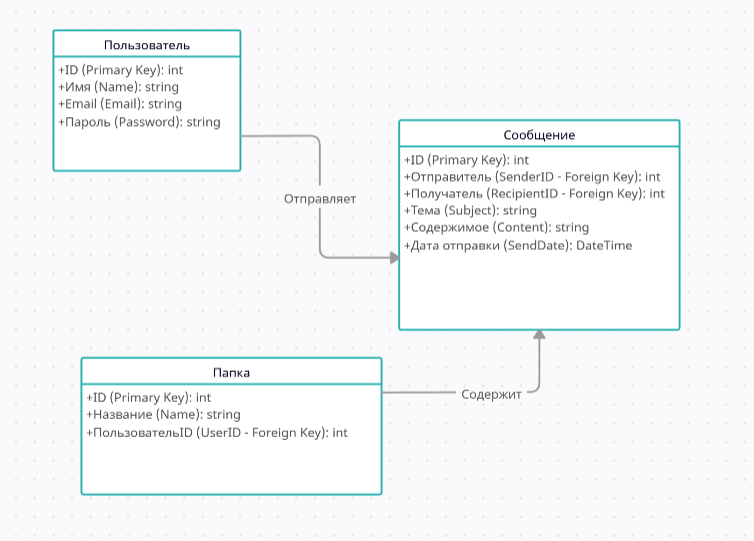 Пользователь
+ID (Primary Key): int
+Имя (Name): string
+Email (Email): string
+Пароль (Password): string
Отправляет
Сообщение
+ID (Primary Key): int
+Отправитель (SenderID - Foreign Key): int
+Получатель (RecipientID - Foreign Key): int
+Тема (Subject): string
+Содержимое (Content): string
+Дата отправки (SendDate): DateTime
Папка
+ID (Primary Key): int
+Название (Name): string
+ПользовательID (UserID - Foreign Key): int
Содержит